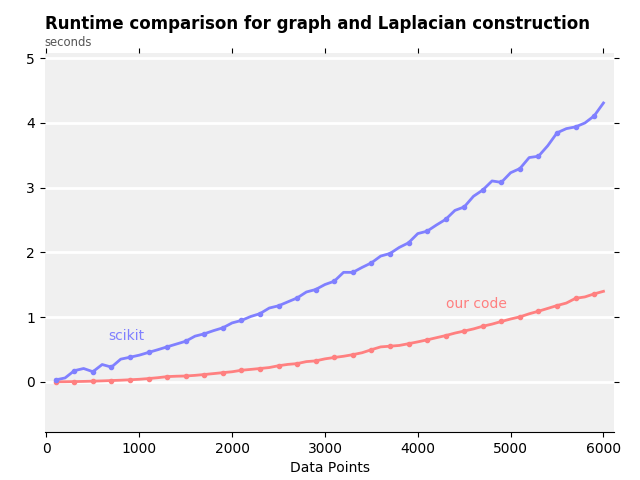 Runtime comparison for graph and Laplacian construction
seconds
5
4
3
2
1
0
our code
scikit
0 1000 2000 3000 4000 5000 6000
Data Points